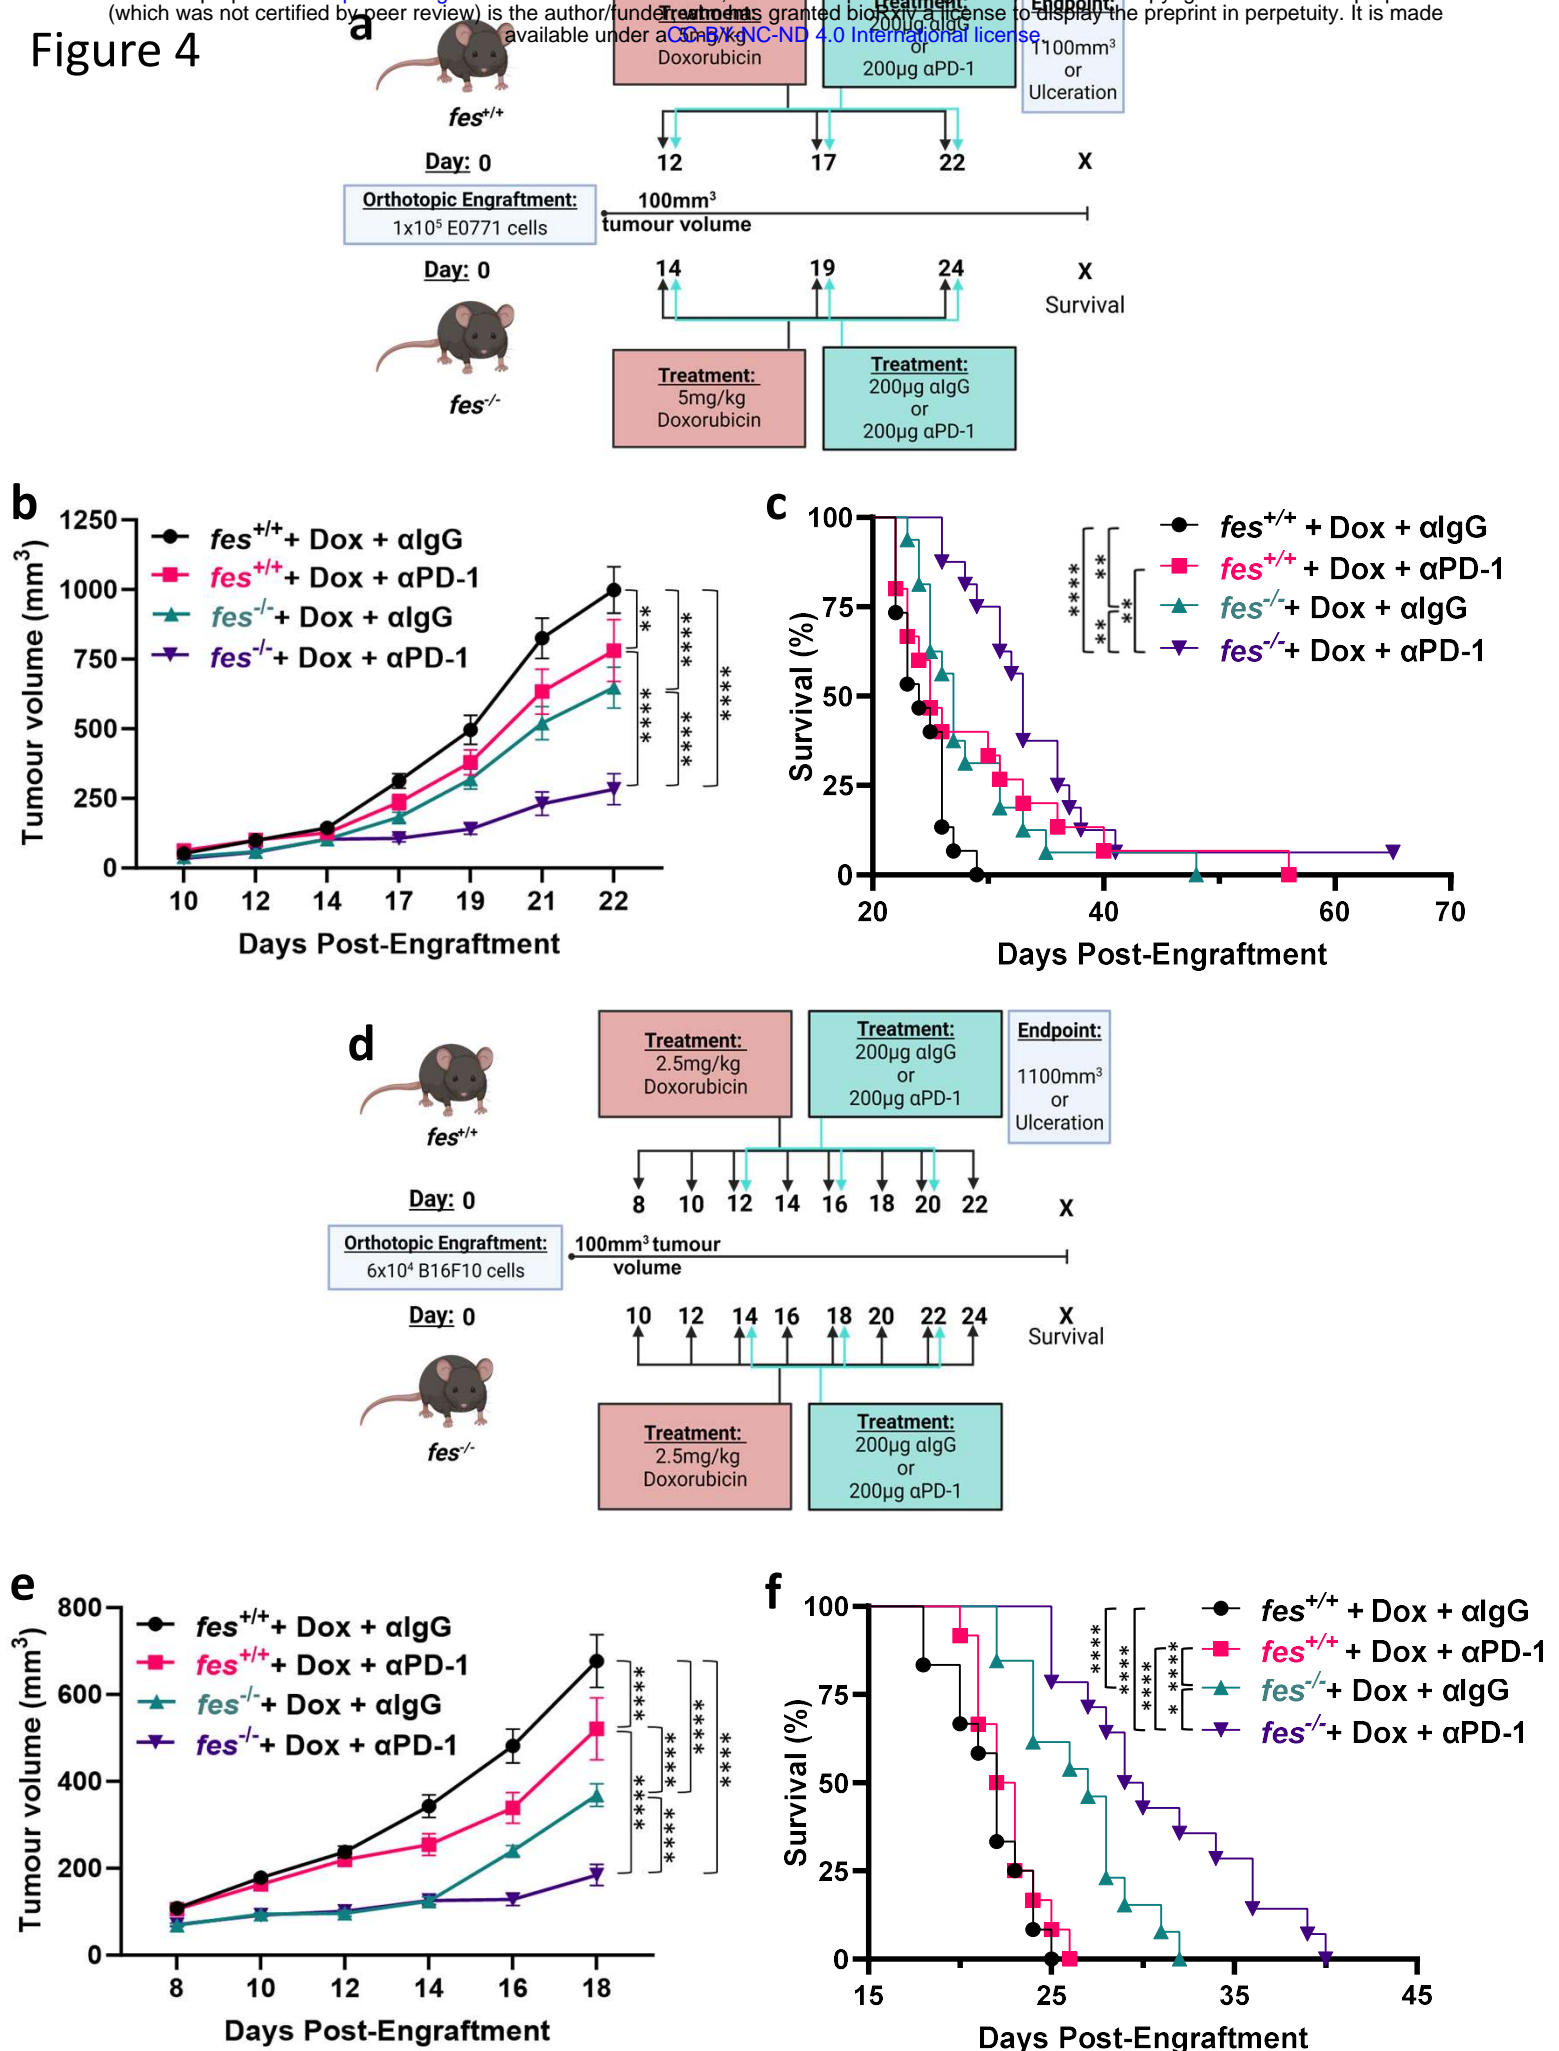 (which was not certified by peer review) is the author/funder, who has granted bioRxiv a license to display the preprint in perpetuity. It is made
available under a CC-BY-NC-ND 4.0 International license.
Figure 4
a
Treatment:
5mg/kg
Doxorubicin
Treatment:
200µg αIgG
or
200µg αPD-1
Endpoint:
1100mm³
or
Ulceration
fes+/+
Day: 0
12 17 22 X
Orthotopic Engraftment:
1x10⁵ E0771 cells
100mm³
tumour volume
Day: 0
14 19 24 X
Survival
fes-/-
Treatment:
5mg/kg
Doxorubicin
Treatment:
200µg αIgG
or
200µg αPD-1
b
Tumour volume (mm³)
1250
1000
750
500
250
0
fes+/+ + Dox + αIgG
fes+/+ + Dox + αPD-1
fes-/- + Dox + αIgG
fes-/- + Dox + αPD-1
**
****
****
****
****
10 12 14 17 19 21 22
Days Post-Engraftment
c
Survival (%)
100
75
50
25
0
fes+/+ + Dox + αIgG
fes+/+ + Dox + αPD-1
fes-/- + Dox + αIgG
fes-/- + Dox + αPD-1
****
**
**
**
20 40 60 70
Days Post-Engraftment
d
Treatment:
2.5mg/kg
Doxorubicin
Treatment:
200µg αIgG
or
200µg αPD-1
Endpoint:
1100mm³
or
Ulceration
fes+/+
Day: 0
8 10 12 14 16 18 20 22 X
Orthotopic Engraftment:
6x10⁴ B16F10 cells
100mm³ tumour
volume
Day: 0
10 12 14 16 18 20 22 24 X
Survival
fes-/-
Treatment:
2.5mg/kg
Doxorubicin
Treatment:
200µg αIgG
or
200µg αPD-1
e
Tumour volume (mm³)
800
600
400
200
0
fes+/+ + Dox + αIgG
fes+/+ + Dox + αPD-1
fes-/- + Dox + αIgG
fes-/- + Dox + αPD-1
****
****
****
****
****
****
8 10 12 14 16 18
Days Post-Engraftment
f
Survival (%)
100
75
50
25
0
fes+/+ + Dox + αIgG
fes+/+ + Dox + αPD-1
fes-/- + Dox + αIgG
fes-/- + Dox + αPD-1
****
****
****
****
*
15 25 35 45
Days Post-Engraftment